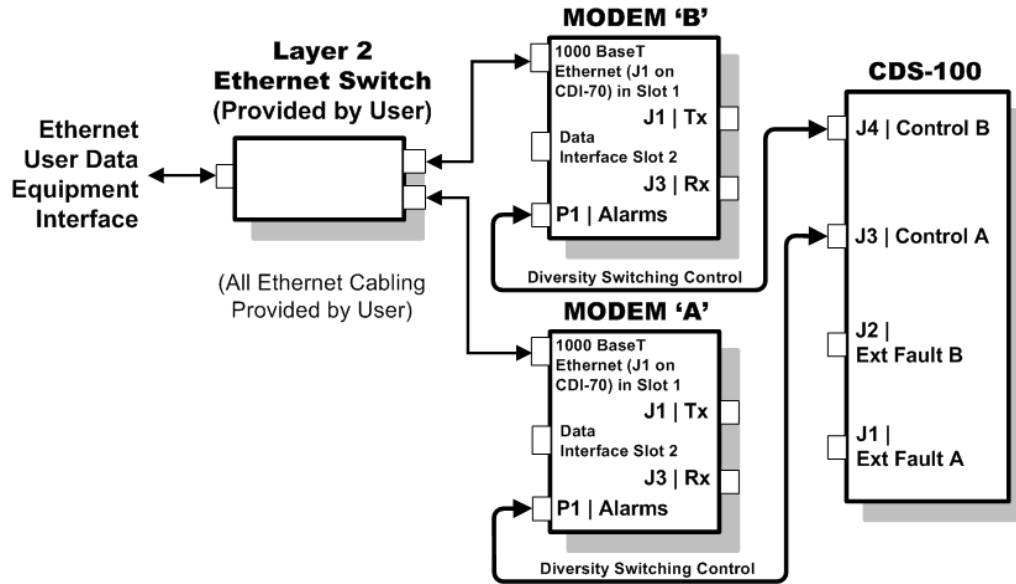 Ethernet
User Data
Equipment
Interface
Layer 2
Ethernet Switch
(Provided by User)
(All Ethernet Cabling
Provided by User)
MODEM ‘B’
1000 BaseT
Ethernet (J1 on
CDI-70) in Slot 1
J1 | Tx
Data
Interface Slot 2
J3 | Rx
P1 | Alarms
Diversity Switching Control
MODEM ‘A’
1000 BaseT
Ethernet (J1 on
CDI-70) in Slot 1
J1 | Tx
Data
Interface Slot 2
J3 | Rx
P1 | Alarms
Diversity Switching Control
CDS-100
J4 | Control B
J3 | Control A
J2 |
Ext Fault B
J1 |
Ext Fault A